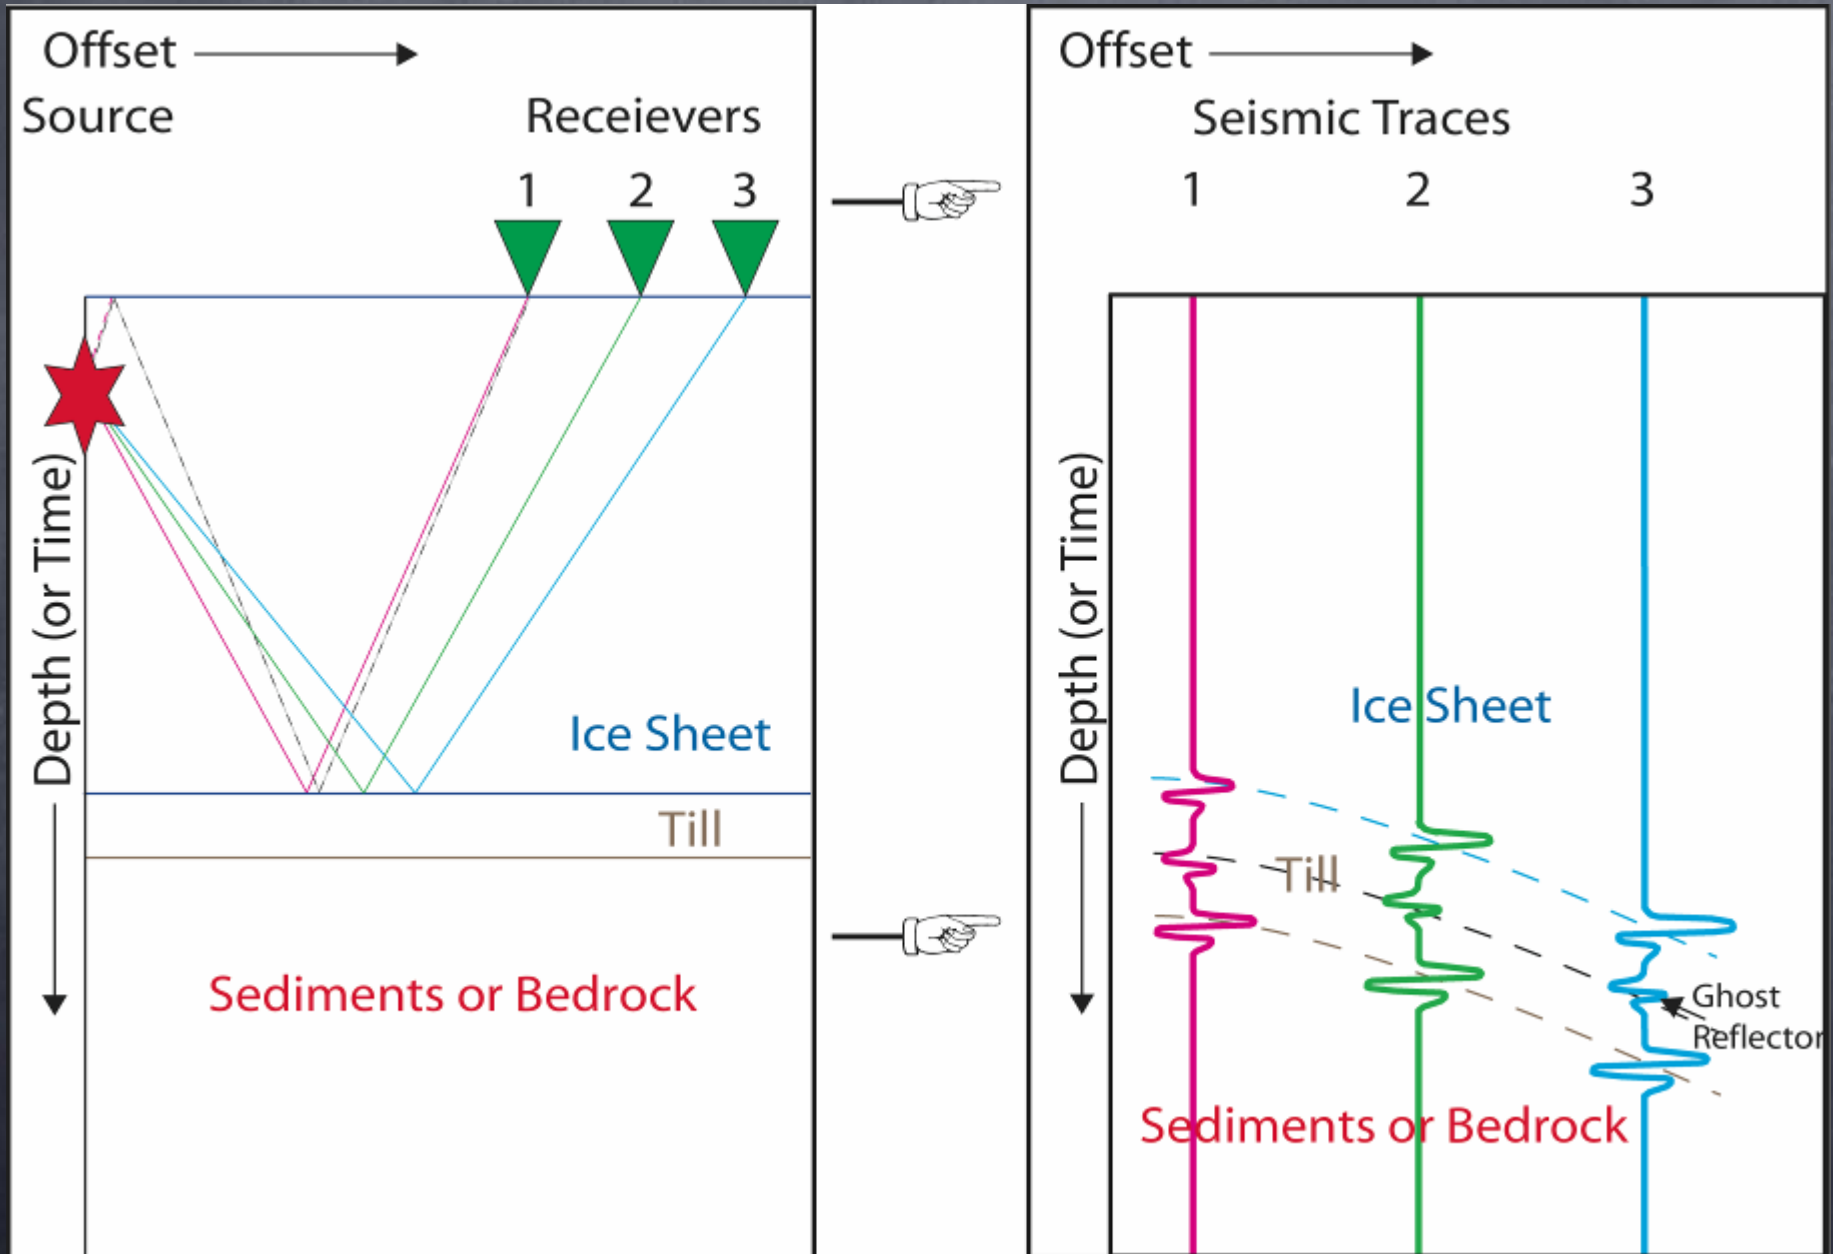 Offset
Source
Receievers
1 2 3
Depth (or Time)
Ice Sheet
Till
Sediments or Bedrock
Offset
Seismic Traces
1 2 3
Depth (or Time)
Ice Sheet
Till
Ghost
Reflector
Sediments or Bedrock